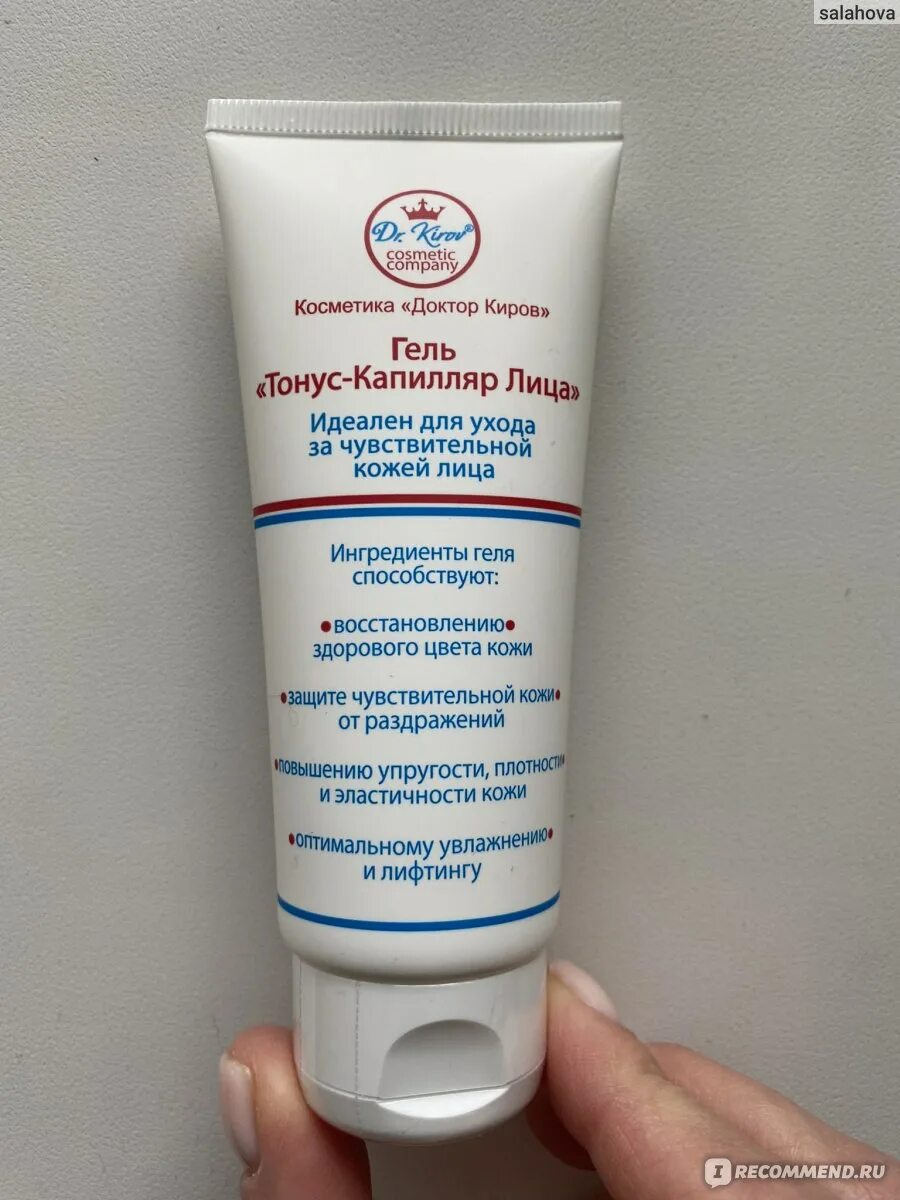 salahova
Dr. Kirov®
cosmetic
company
Косметика «Доктор Киров»
Гель
«Тонус-Капилляр Лица»
Идеален для ухода
за чувствительной
кожей лица
Ингредиенты геля
способствуют:
•восстановлению•
здорового цвета кожи
•защите чувствительной кожи•
от раздражений
•повышению упругости, плотности•
и эластичности кожи
•оптимальному увлажнению•
и лифтингу
IRECOMMEND.RU